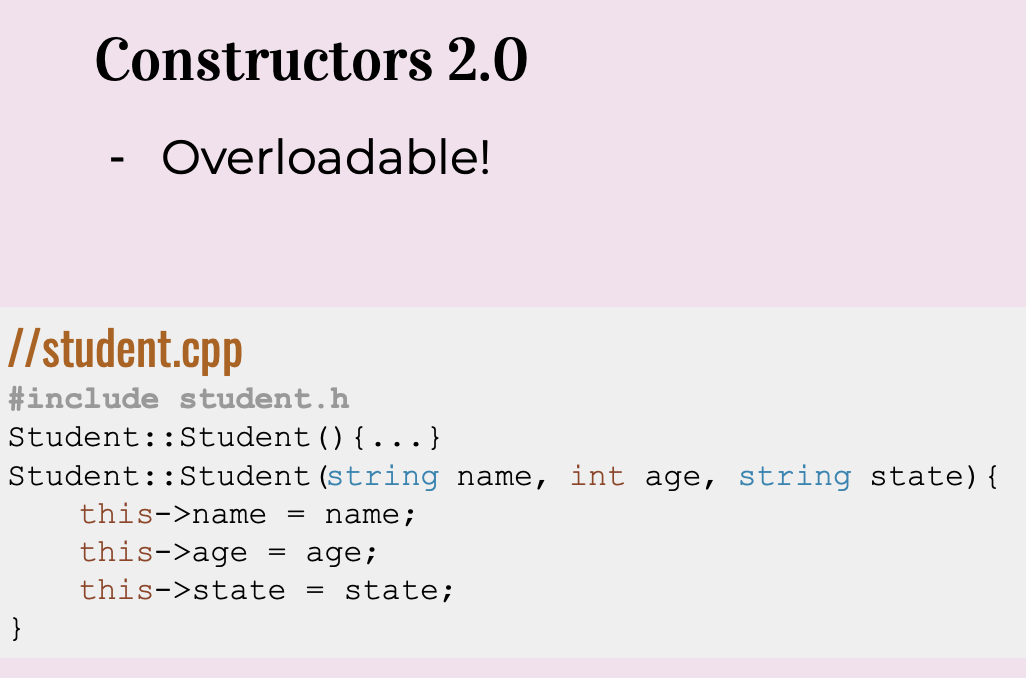 Constructors 2.0
- Overloadable!
//student.cpp
#include student.h
Student::Student(){...}
Student::Student(string name, int age, string state){
    this->name = name;
    this->age = age;
    this->state = state;
}